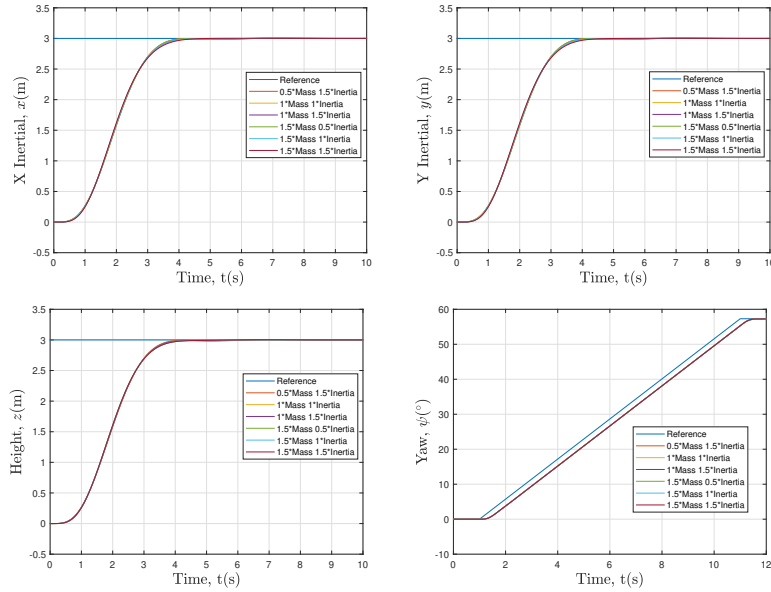 3.5
3
2.5
2
1.5
1
0.5
0
-0.5
X Inertial, x(m)
0 1 2 3 4 5 6 7 8 9 10
Time, t(s)
Reference
0.5*Mass 1.5*Inertia
1*Mass 1*Inertia
1*Mass 1.5*Inertia
1.5*Mass 0.5*Inertia
1.5*Mass 1*Inertia
1.5*Mass 1.5*Inertia
3.5
3
2.5
2
1.5
1
0.5
0
-0.5
Y Inertial, y(m)
0 1 2 3 4 5 6 7 8 9 10
Time, t(s)
Reference
0.5*Mass 1.5*Inertia
1*Mass 1*Inertia
1*Mass 1.5*Inertia
1.5*Mass 0.5*Inertia
1.5*Mass 1*Inertia
1.5*Mass 1.5*Inertia
3.5
3
2.5
2
1.5
1
0.5
0
-0.5
Height, z(m)
0 1 2 3 4 5 6 7 8 9 10
Time, t(s)
Reference
0.5*Mass 1.5*Inertia
1*Mass 1*Inertia
1*Mass 1.5*Inertia
1.5*Mass 0.5*Inertia
1.5*Mass 1*Inertia
1.5*Mass 1.5*Inertia
60
50
40
30
20
10
0
-10
Yaw, ψ(°)
0 2 4 6 8 10 12
Time, t(s)
Reference
0.5*Mass 1.5*Inertia
1*Mass 1*Inertia
1*Mass 1.5*Inertia
1.5*Mass 0.5*Inertia
1.5*Mass 1*Inertia
1.5*Mass 1.5*Inertia